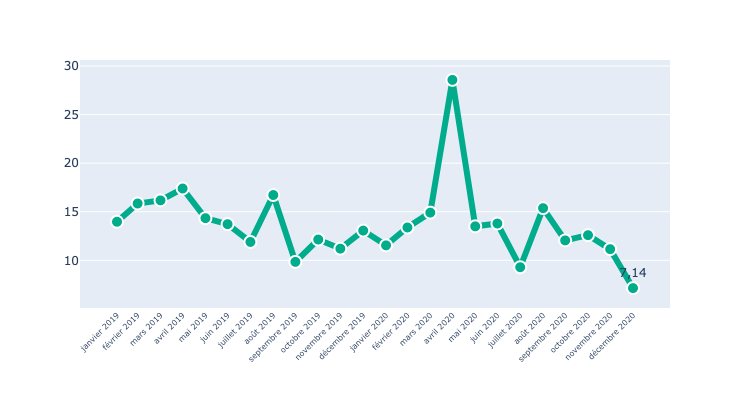 30
25
20
15
10
7,14
janvier 2019
février 2019
mars 2019
avril 2019
mai 2019
juin 2019
juillet 2019
août 2019
septembre 2019
octobre 2019
novembre 2019
décembre 2019
janvier 2020
février 2020
mars 2020
avril 2020
mai 2020
juin 2020
juillet 2020
août 2020
septembre 2020
octobre 2020
novembre 2020
décembre 2020